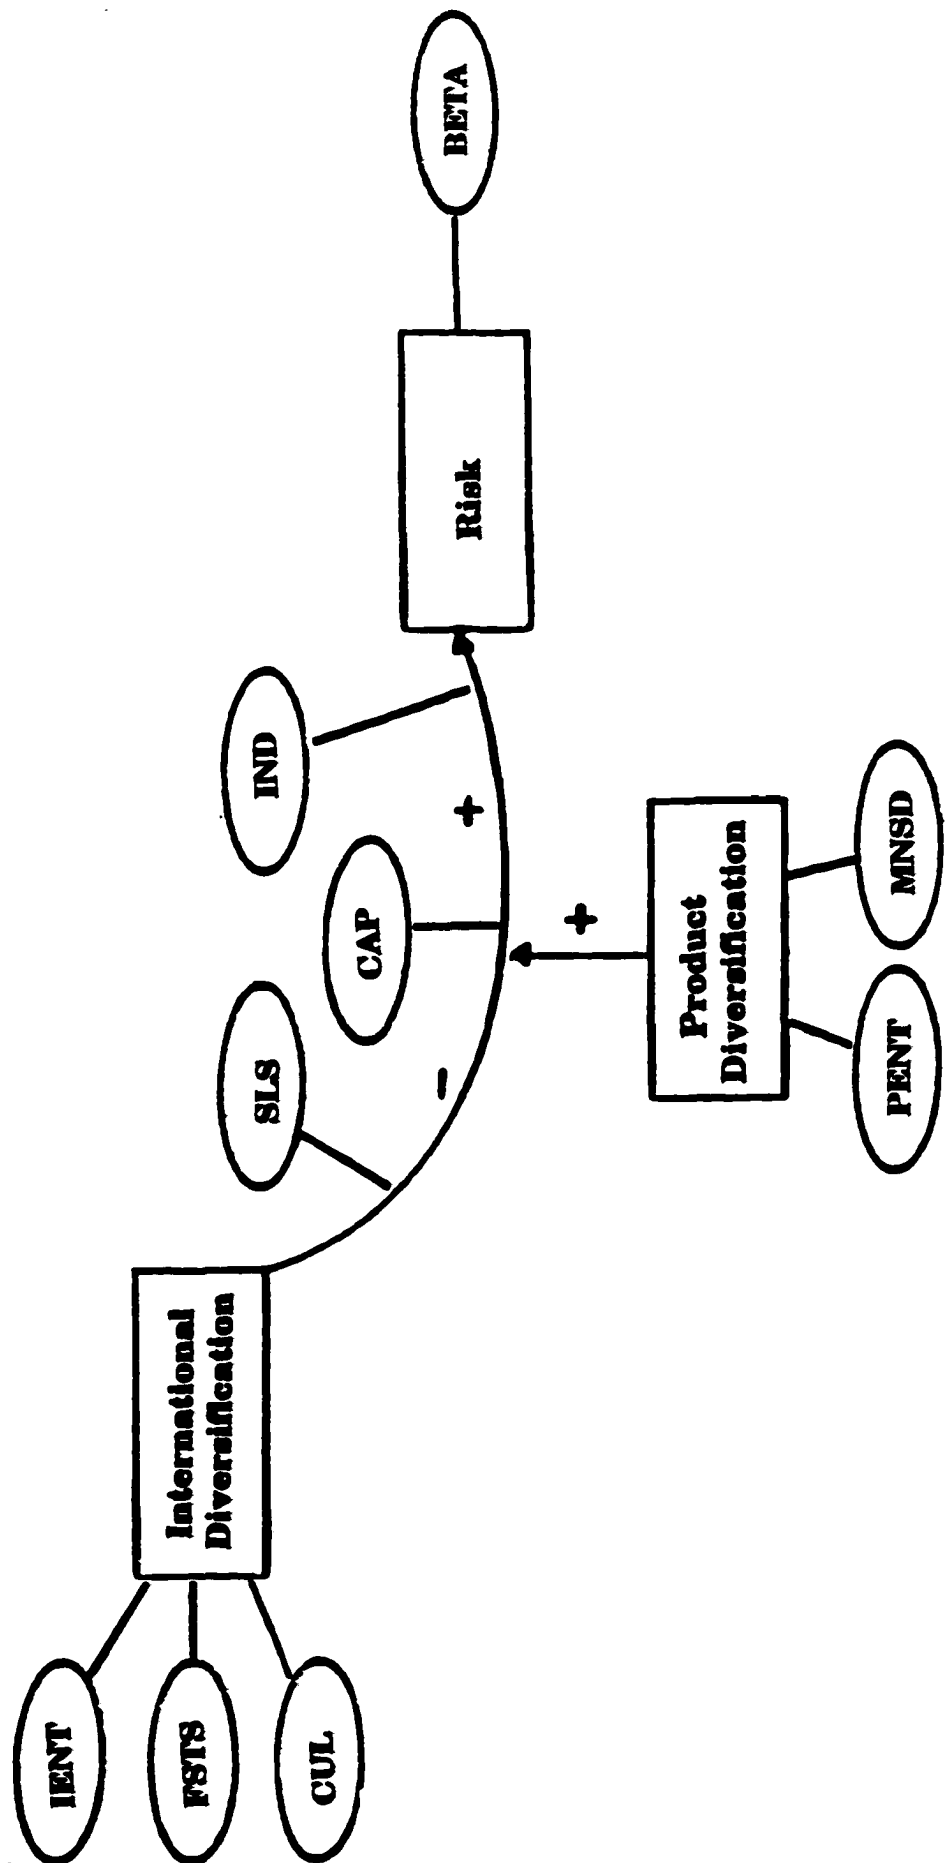 IENT
FSTS
CUL
International
Diversification
SLS
-
CAP
+
IND
Risk
BETA
+
Product
Diversification
PENT
MNSD